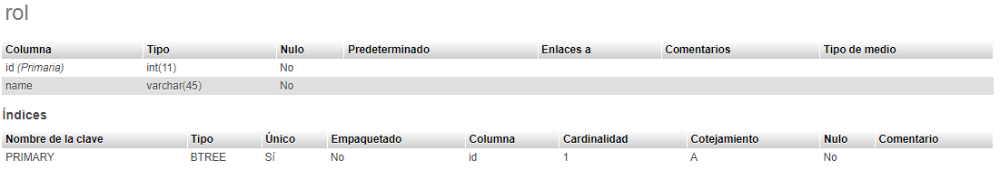 rol
Columna Tipo Nulo Predeterminado Enlaces a Comentarios Tipo de medio
id (Primaria) int(11) No
name varchar(45) No
Índices
Nombre de la clave Tipo Único Empaquetado Columna Cardinalidad Cotejamiento Nulo Comentario
PRIMARY BTREE Sí No id 1 A No